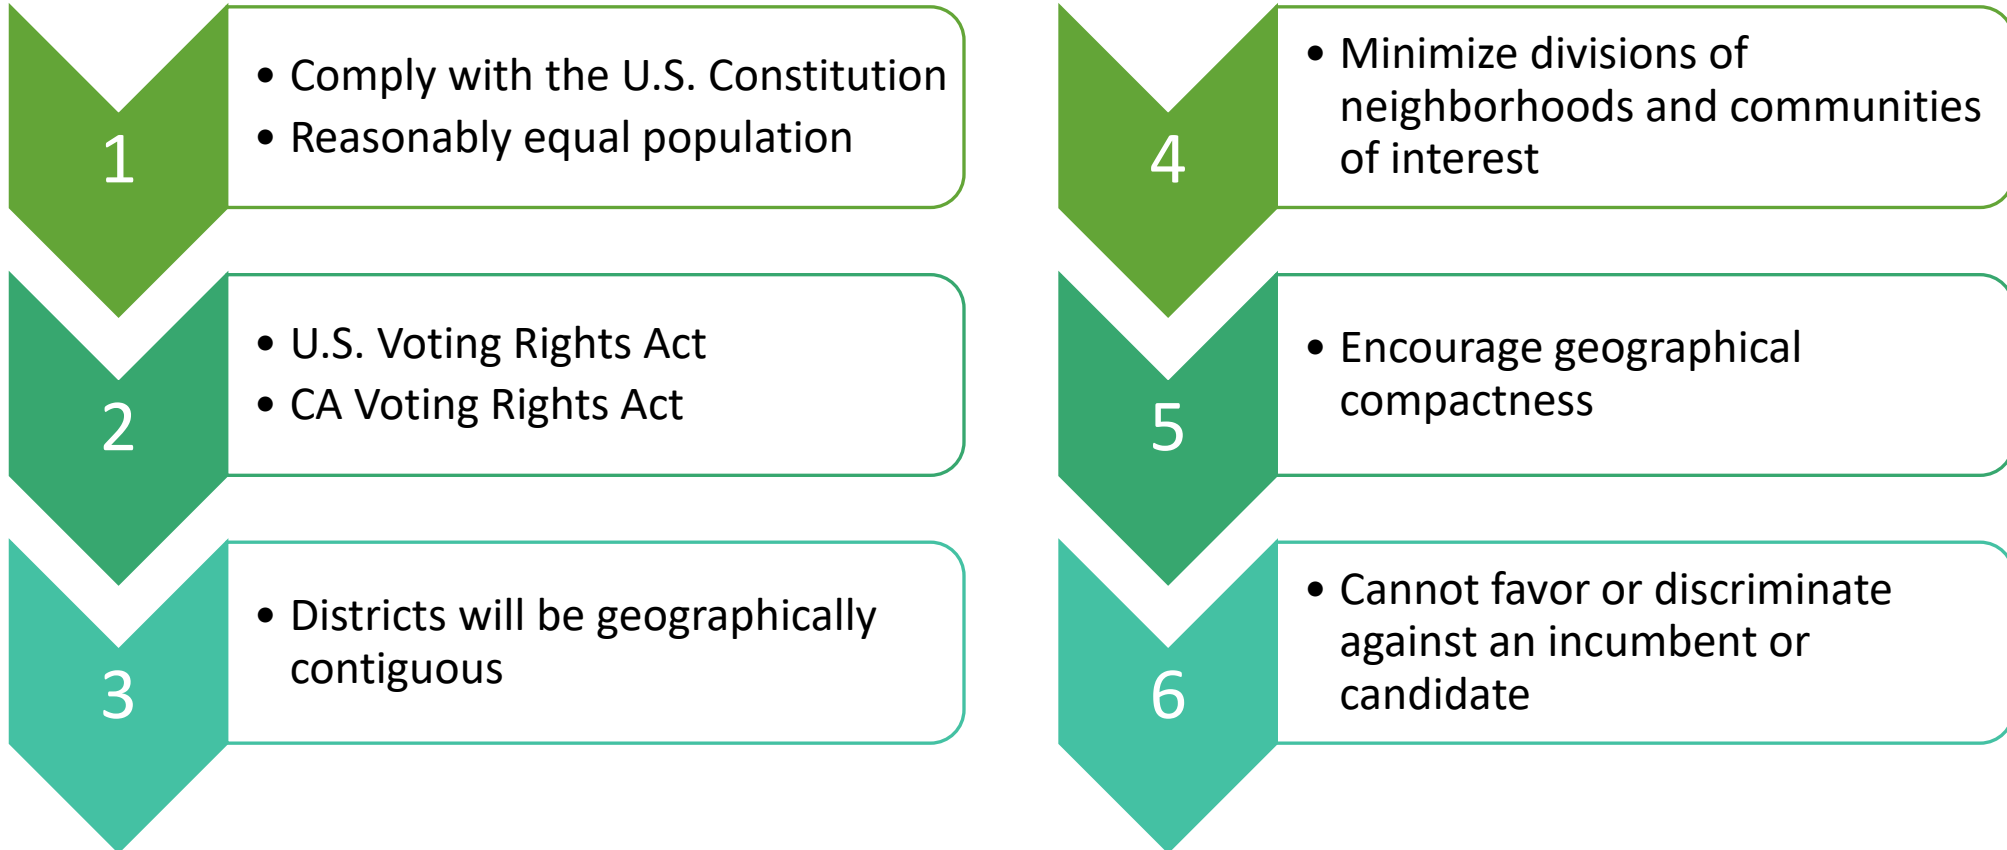 1
• Comply with the U.S. Constitution
• Reasonably equal population
2
• U.S. Voting Rights Act
• CA Voting Rights Act
3
• Districts will be geographically
contiguous
4
• Minimize divisions of
neighborhoods and communities
of interest
5
• Encourage geographical
compactness
6
• Cannot favor or discriminate
against an incumbent or
candidate